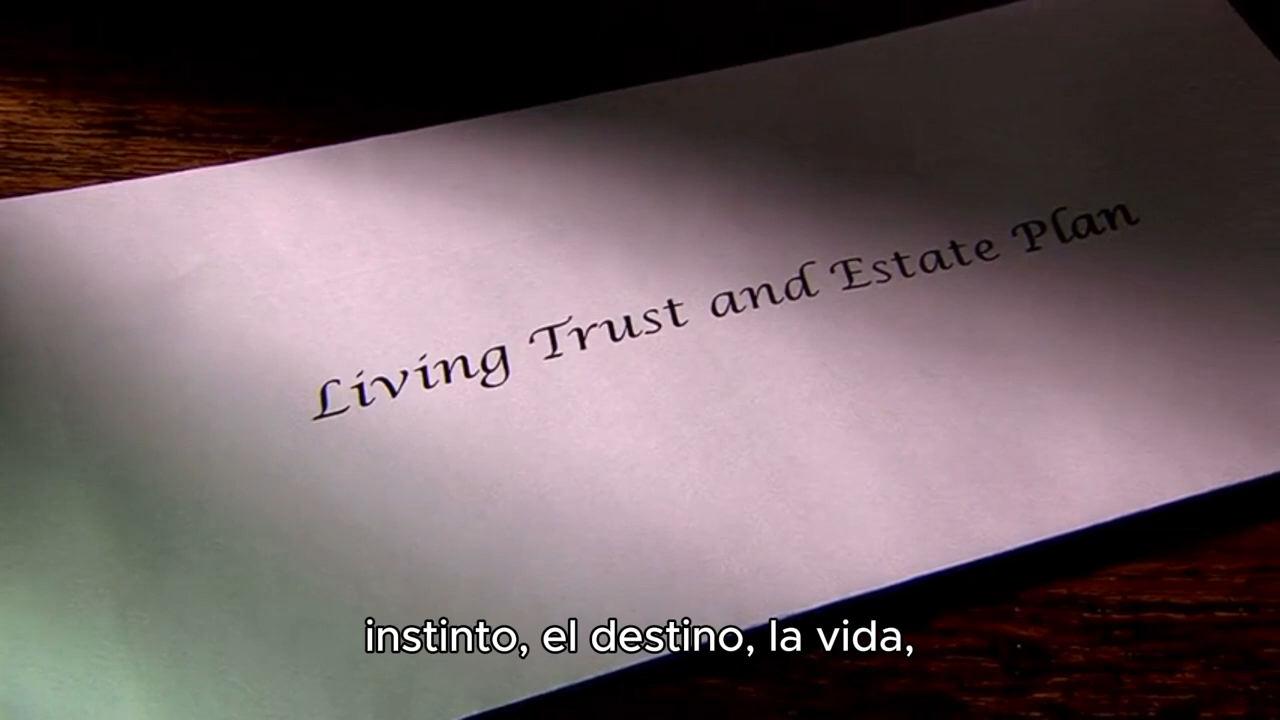 Living Trust and Estate Plan
instinto, el destino, la vida,